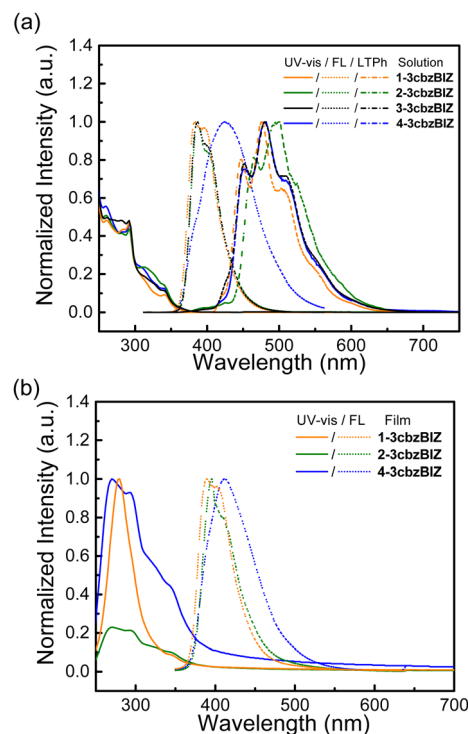 (a)
Normalized Intensity (a.u.)
1.4
1.2
1.0
0.8
0.6
0.4
0.2
0.0
UV-vis / FL / LTPh Solution
/ / 1-3cbzBIZ
/ / 2-3cbzBIZ
/ / 3-3cbzBIZ
/ / 4-3cbzBIZ
300 400 500 600 700
Wavelength (nm)
(b)
Normalized Intensity (a.u.)
1.4
1.2
1.0
0.8
0.6
0.4
0.2
0.0
UV-vis / FL Film
/ 1-3cbzBIZ
/ 2-3cbzBIZ
/ 4-3cbzBIZ
300 400 500 600 700
Wavelength (nm)